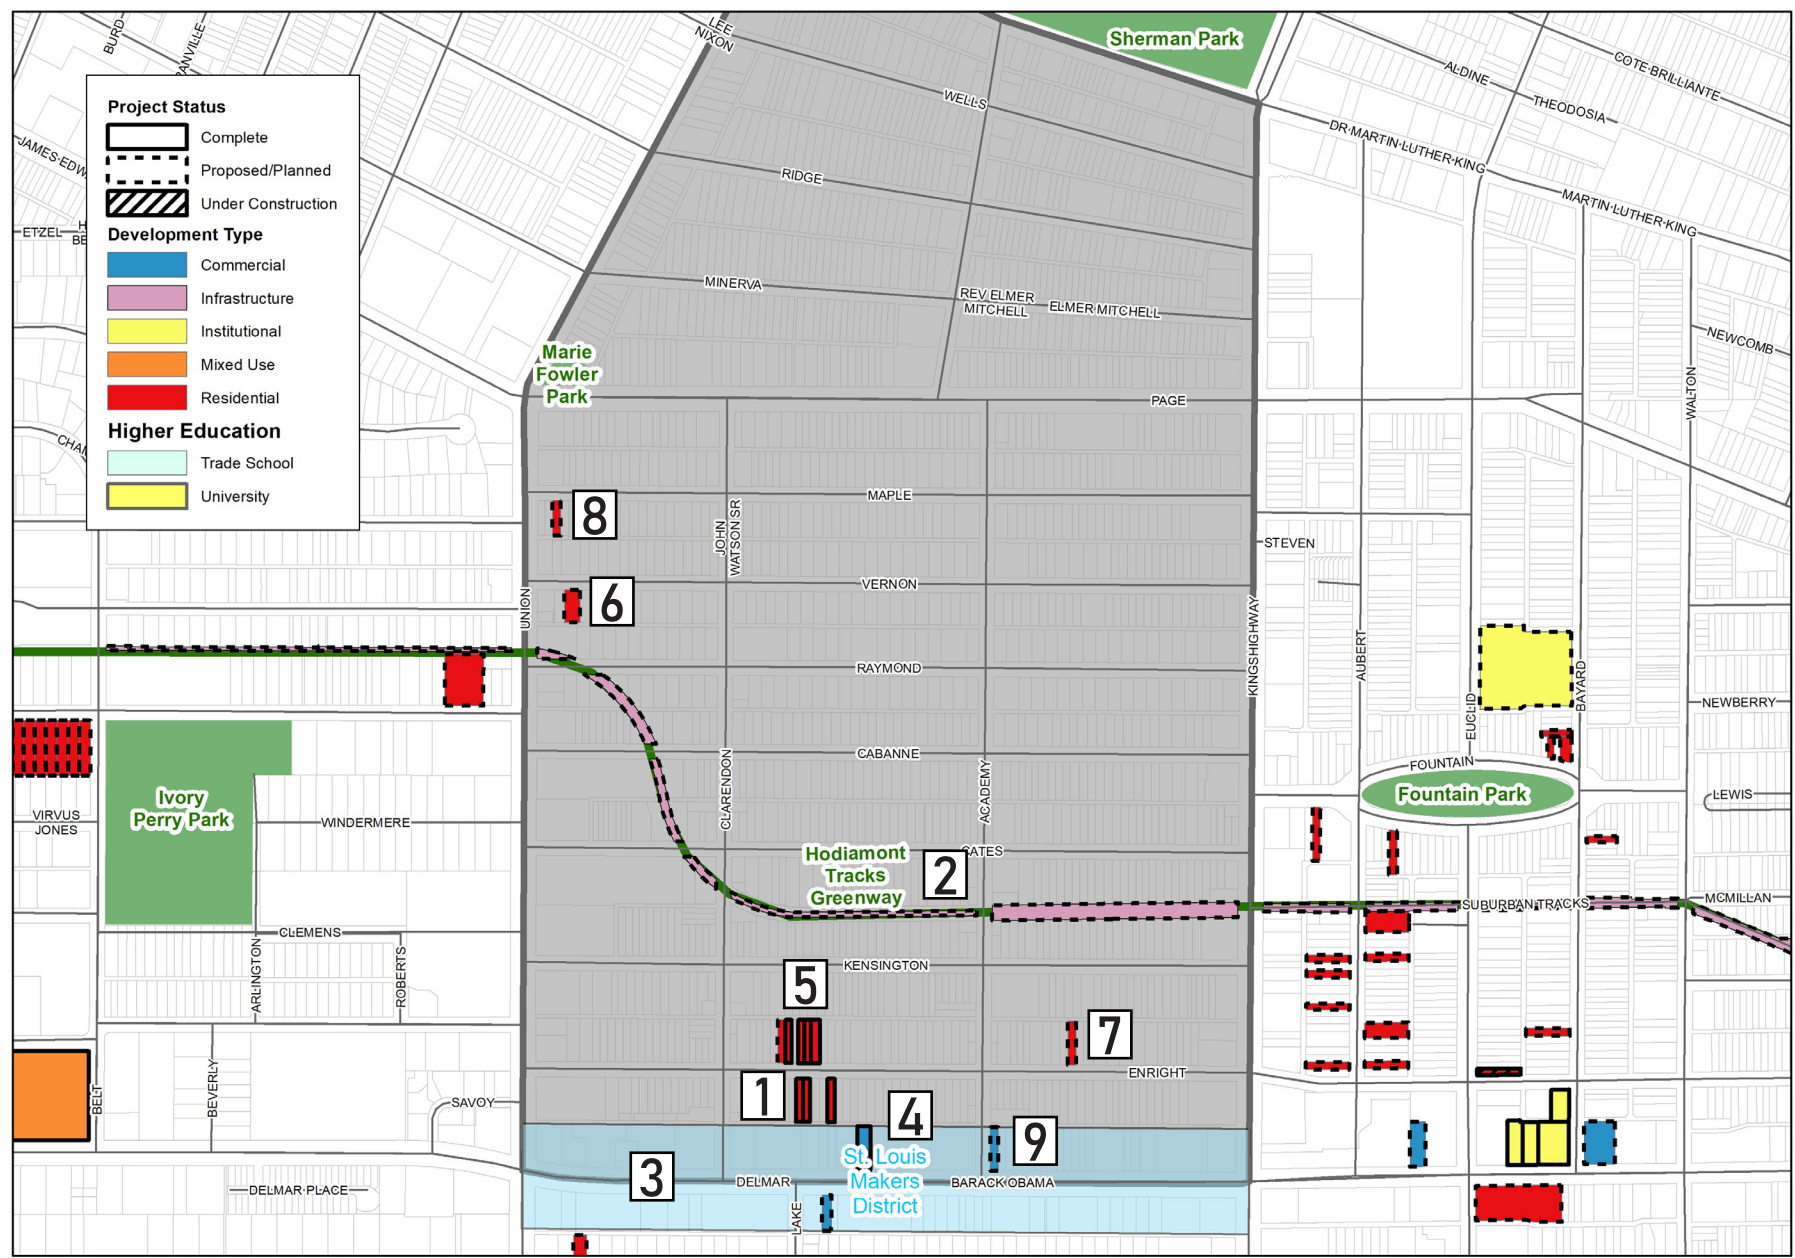 BURD
LEE
NIXON
Sherman Park
COTE BRILLIANTE
ALDINE
THEODOSIA
WELLS
DR MARTIN LUTHER KING
MARTIN LUTHER KING
RIDGE
Project Status
Complete
Proposed/Planned
Under Construction
Development Type
Commercial
Infrastructure
Institutional
Mixed Use
Residential
Higher Education
Trade School
University
ETZEL
MINERVA
REV ELMER
MITCHELL
ELMER MITCHELL
NEWCOMB
Marie
Fowler
Park
PAGE
WALTON
MAPLE
8
JOHN
WATSON SR
STEVEN
VERNON
6
UNION
KINGSHIGHWAY
AUBERT
RAYMOND
EUCLID
BAYARD
NEWBERRY
CABANNE
CLARENDON
ACADEMY
FOUNTAIN
Fountain Park
LEWIS
Ivory
Perry Park
VIRVUS
JONES
WINDERMERE
Hodiamont
Tracks
Greenway
2
CATES
SUBURBAN TRACKS
MCMILLAN
CLEMENS
ARLINGTON
ROBERTS
KENSINGTON
5
7
ENRIGHT
1
BELT
BEVERLY
SAVOY
4
9
St. Louis
Makers
District
3
DELMAR
BARACK OBAMA
DELMAR PLACE
LAKE